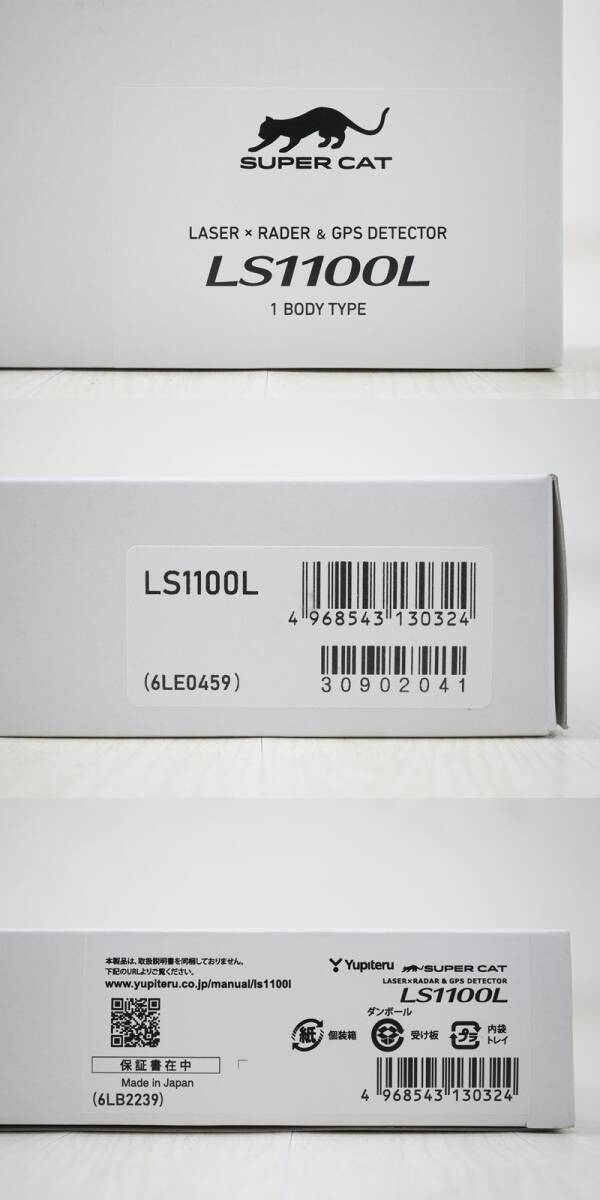 SUPER CAT
LASER × RADER & GPS DETECTOR
LS1100L
1 BODY TYPE
LS1100L
4 968543 130324
(6LE0459)
30902041
本製品は、取扱説明書を同梱しておりません。
下記のURLよりご覧ください。
www.yupiteru.co.jp/manual/ls1100l
Yupiteru SUPER CAT
LASER×RADAR & GPS DETECTOR
LS1100L
ダンボール
紙 個装箱
受け板
プラ 内袋
トレイ
保証書在中
Made in Japan
(6LB2239)
4 968543 130324